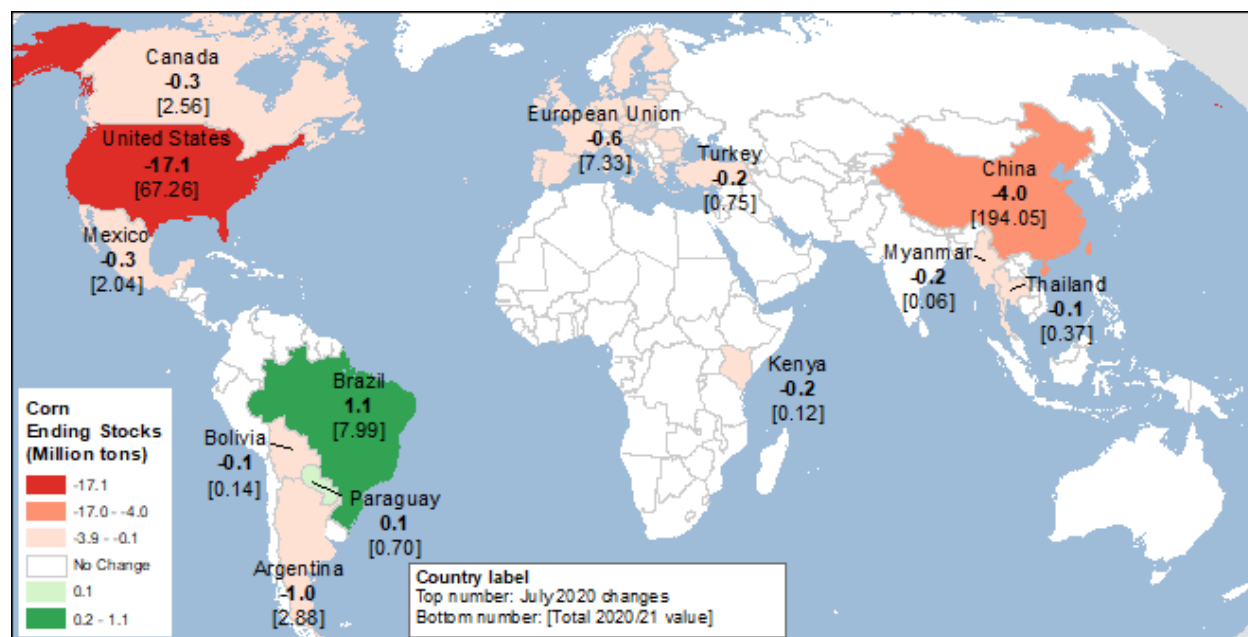 Canada
-0.3
[2.56]
United States
-17.1
[67.26]
Mexico
-0.3
[2.04]
European Union
-0.6
[7.33]
Turkey
-0.2
[0.75]
China
-4.0
[194.05]
Myanmar
-0.2
[0.06]
Thailand
-0.1
[0.37]
Kenya
-0.2
[0.12]
Brazil
1.1
[7.99]
Bolivia
-0.1
[0.14]
Paraguay
0.1
[0.70]
Argentina
-1.0
[2.88]
Corn
Ending Stocks
(Million tons)
-17.1
-17.0 - -4.0
-3.9 - -0.1
No Change
0.1
0.2 - 1.1
Country label
Top number: July 2020 changes
Bottom number: [Total 2020/21 value]